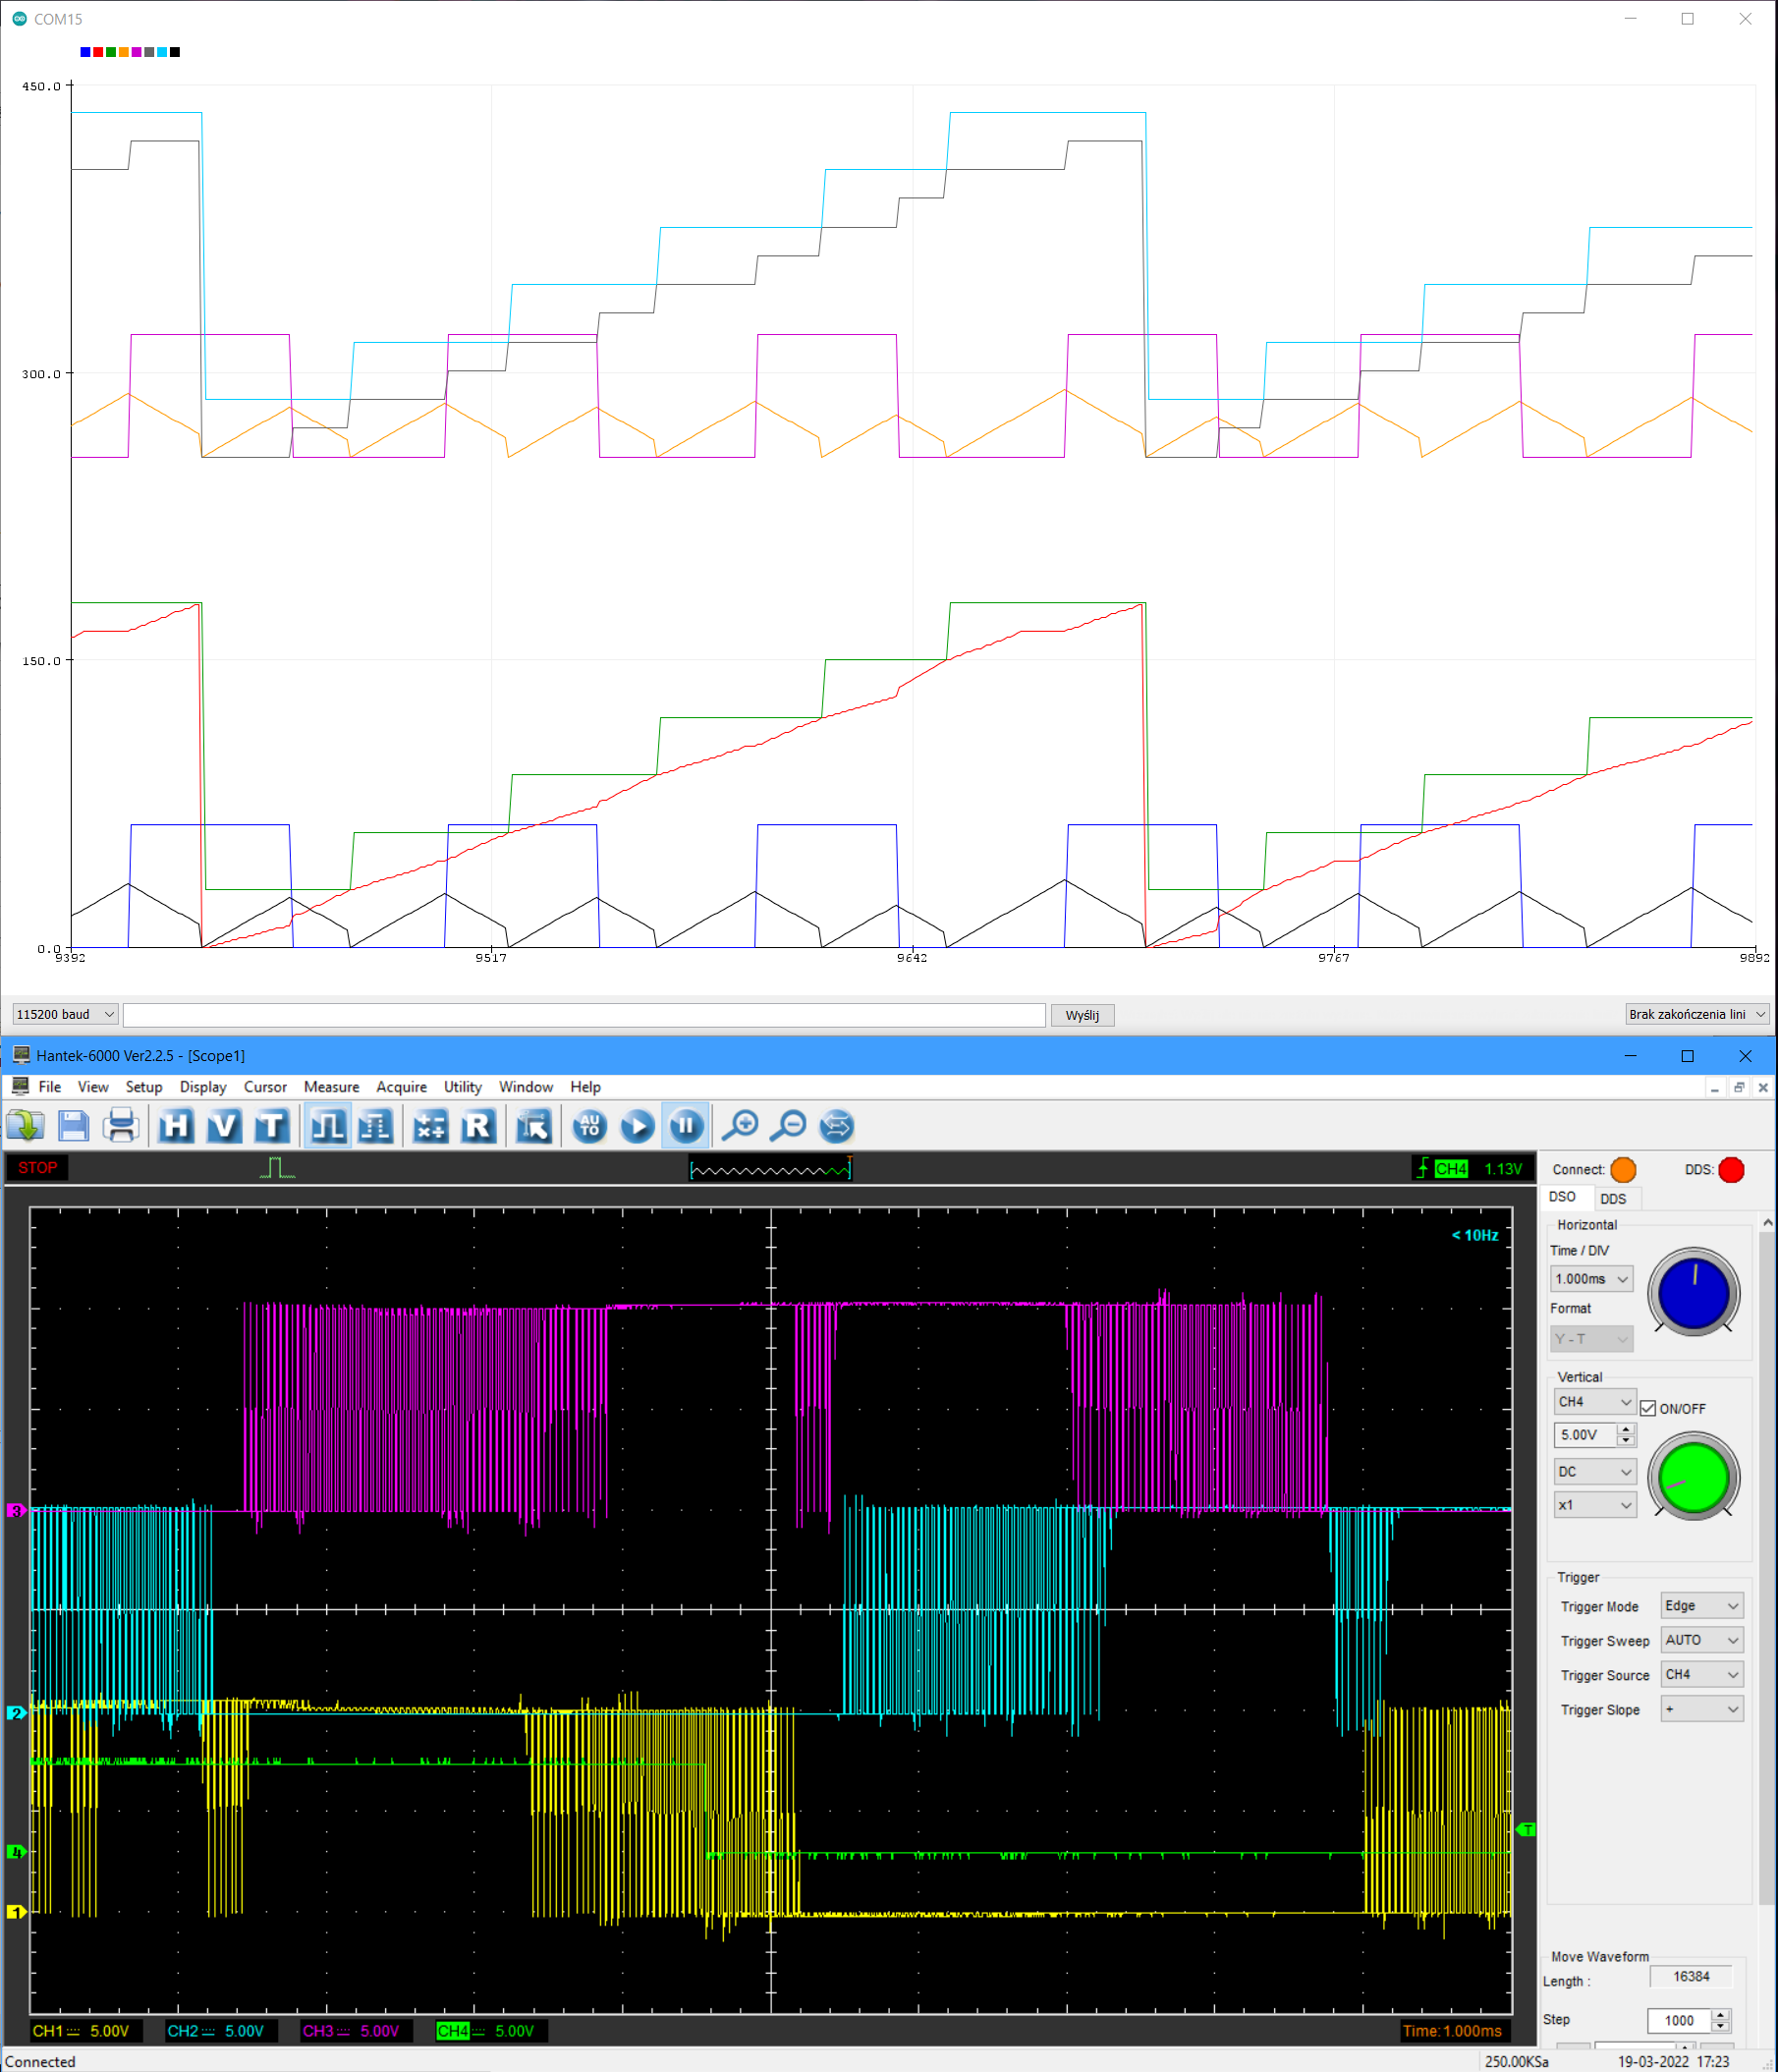 COM15
450.0
300.0
150.0
0.0
9392 9517 9642 9767 9892
115200 baud Wyślij Brak zakończenia lini
Hantek-6000 Ver2.2.5 - [Scope1]
File View Setup Display Cursor Measure Acquire Utility Window Help
H V T R AUTO
STOP CH4 1.13V Connect: DDS:
DSO DDS
< 10Hz
Horizontal
Time / DIV
1.000ms
Format
Y - T
Vertical
CH4 ON/OFF
5.00V
DC
x1
Trigger
Trigger Mode Edge
Trigger Sweep AUTO
Trigger Source CH4
Trigger Slope +
3
2
4
1
T
Move Waveform
Length : 16384
Step 1000
CH1 5.00V CH2 5.00V CH3 5.00V CH4 5.00V Time:1.000ms
Connected 250.00KSa 19-03-2022 17:23